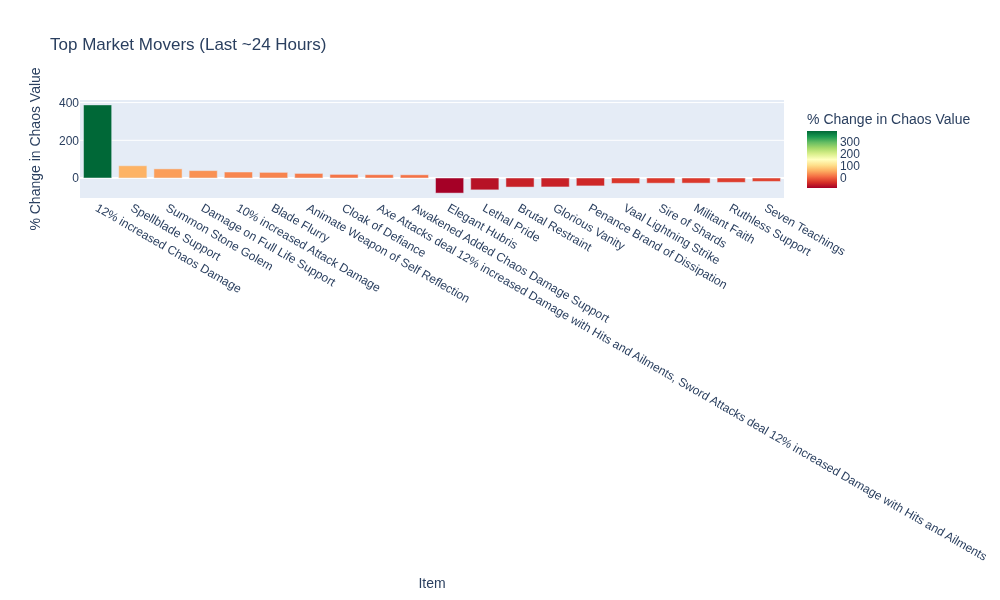 Top Market Movers (Last ~24 Hours)
% Change in Chaos Value
400
200
0
% Change in Chaos Value
300
200
100
0
12% increased Chaos Damage
Spellblade Support
Summon Stone Golem
Damage on Full Life Support
10% increased Attack Damage
Blade Flurry
Animate Weapon of Self Reflection
Cloak of Defiance
Axe Attacks deal 12% increased Damage with Hits and Ailments, Sword Attacks deal 12% increased Damage with Hits and Ailments
Awakened Added Chaos Damage Support
Elegant Hubris
Lethal Pride
Brutal Restraint
Glorious Vanity
Penance Brand of Dissipation
Vaal Lightning Strike
Sire of Shards
Militant Faith
Ruthless Support
Seven Teachings
Item